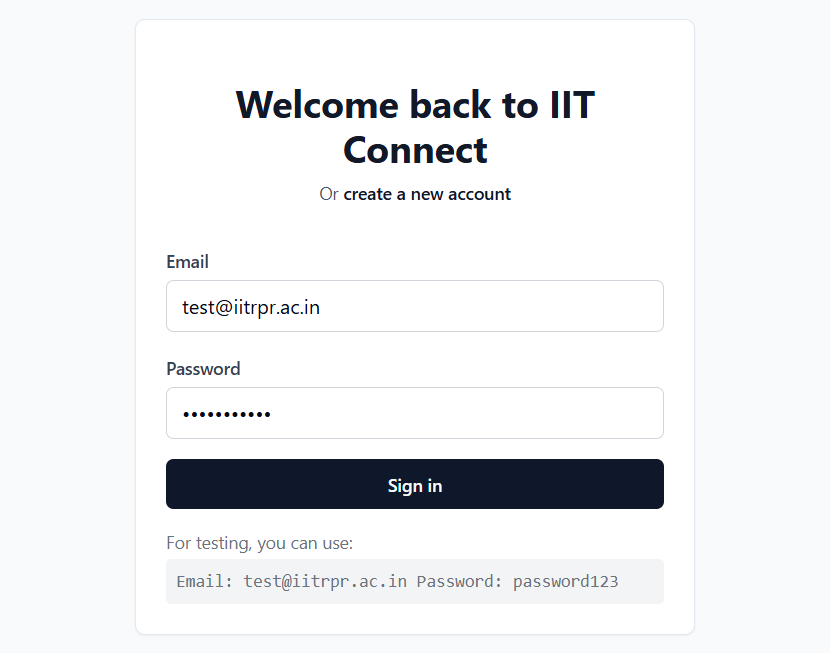 Welcome back to IIT
Connect
Or create a new account
Email
test@iitrpr.ac.in
Password
•••••••••••
Sign in
For testing, you can use:
Email: test@iitrpr.ac.in Password: password123